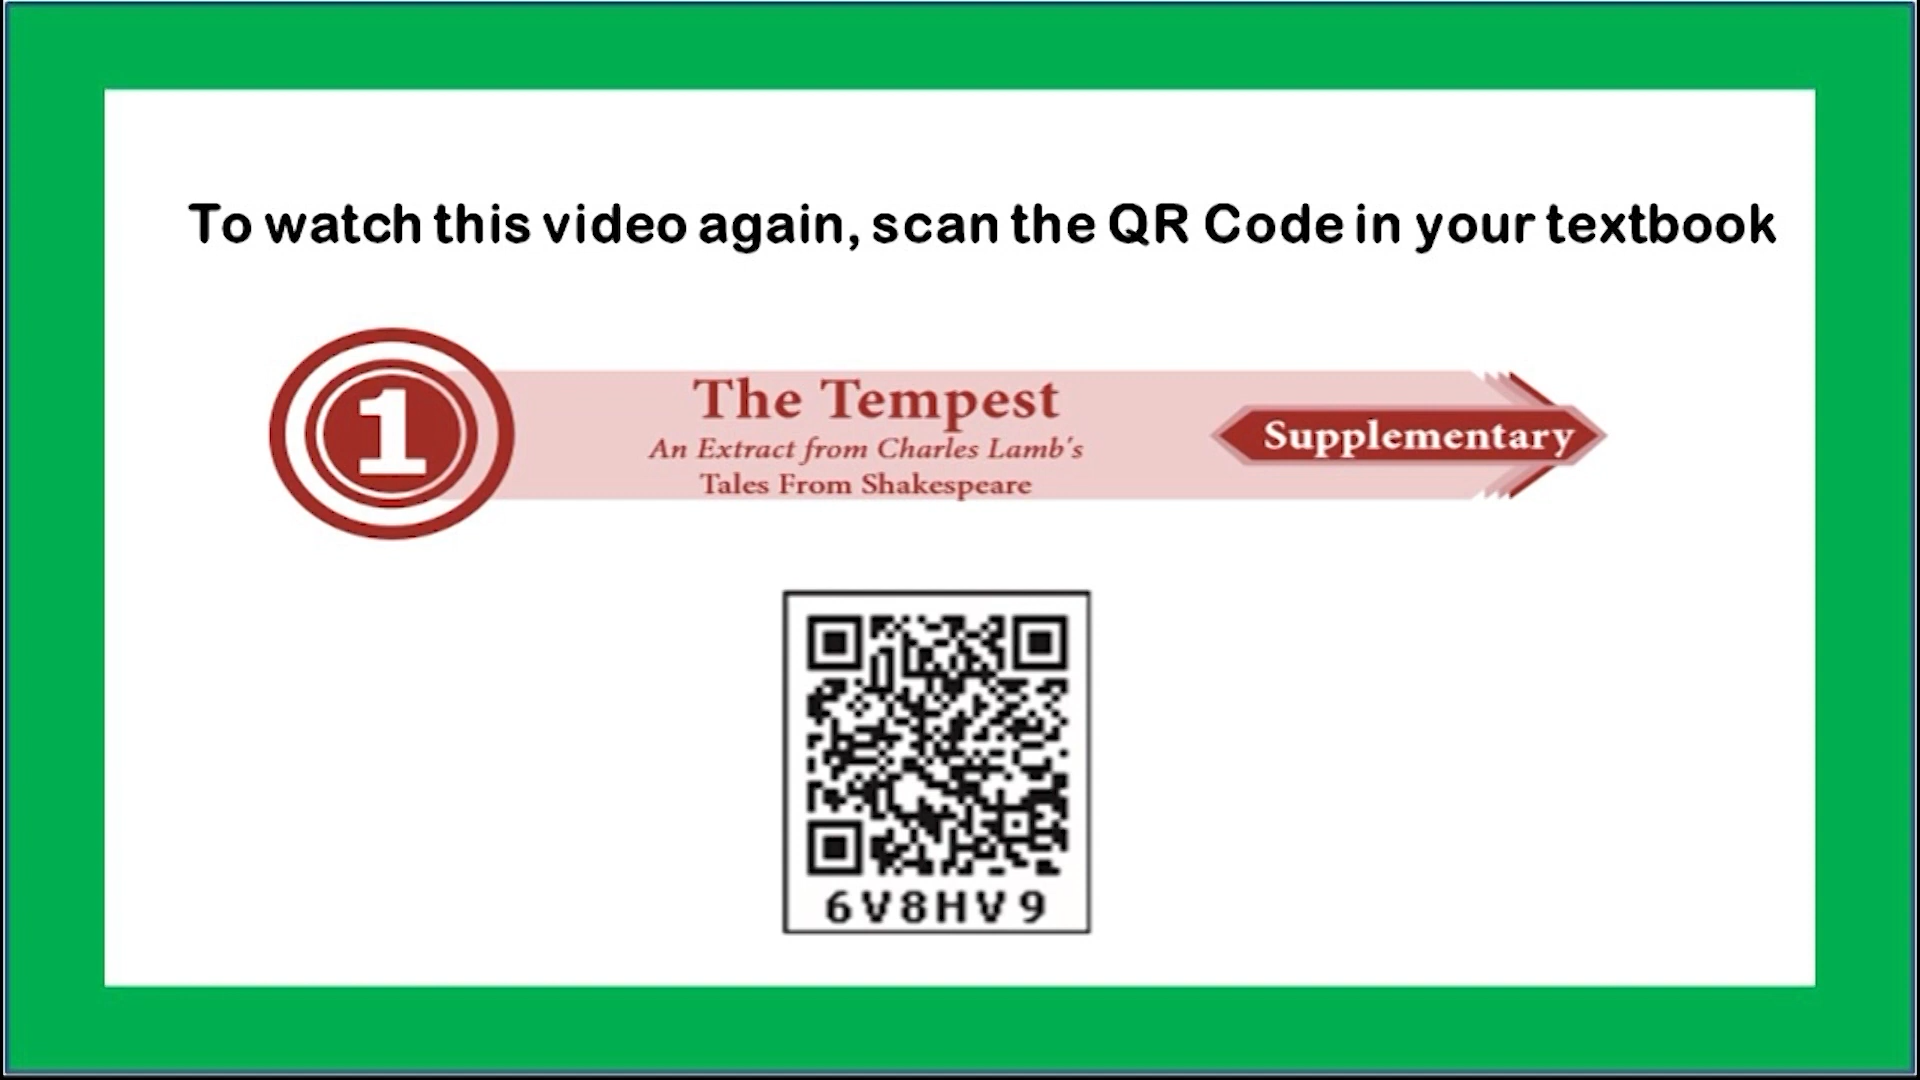 To watch this video again, scan the QR Code in your textbook
1
The Tempest
An Extract from Charles Lamb's
Tales From Shakespeare
Supplementary
6V8HV9